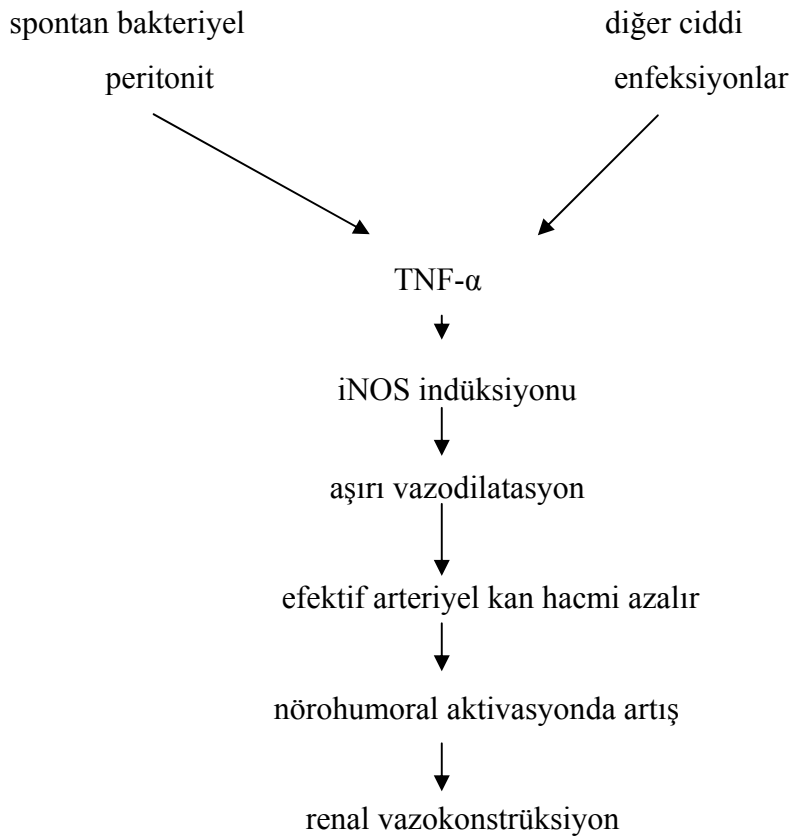 spontan bakteriyel diğer ciddi
peritonit enfeksiyonlar
TNF-α
iNOS indüksiyonu
aşırı vazodilatasyon
efektif arteriyel kan hacmi azalır
nörohumoral aktivasyonda artış
renal vazokonstrüksiyon